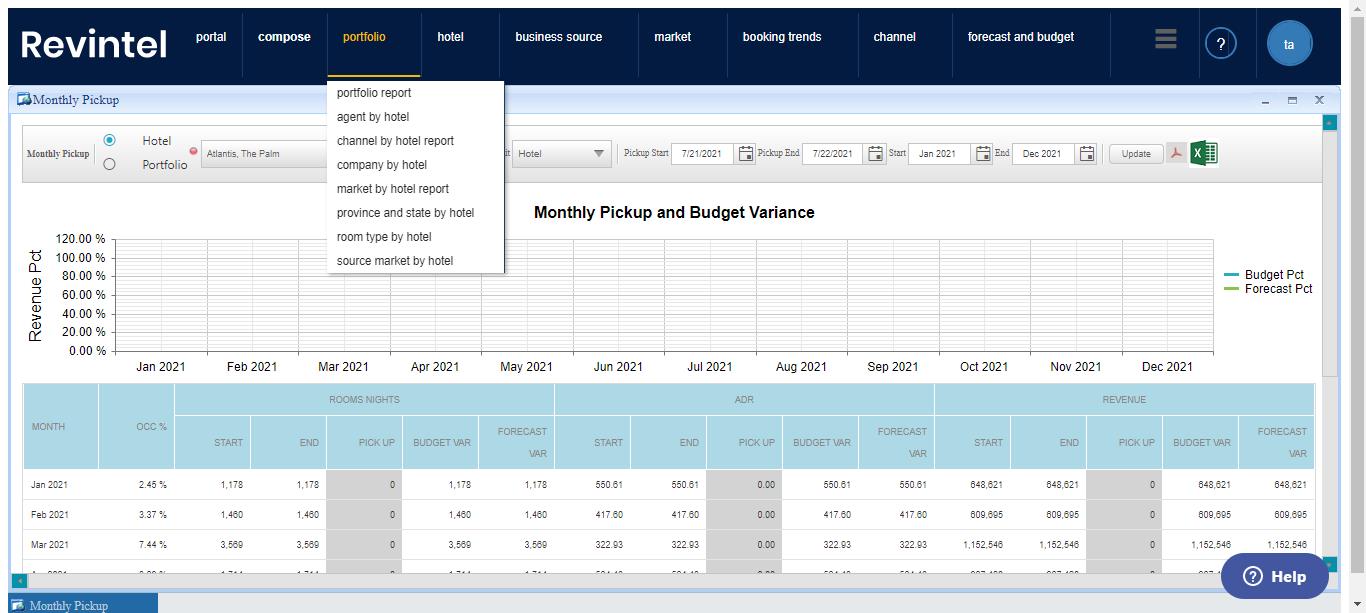 Revintel
portal compose portfolio hotel business source market booking trends channel forecast and budget ? ta
Monthly Pickup
portfolio report
agent by hotel
channel by hotel report
company by hotel
market by hotel report
province and state by hotel
room type by hotel
source market by hotel
Monthly Pickup Hotel Portfolio Atlantis, The Palm Hotel Pickup Start 7/21/2021 Pickup End 7/22/2021 Start Jan 2021 End Dec 2021 Update
Monthly Pickup and Budget Variance
Revenue Pct
120.00 %
100.00 %
80.00 %
60.00 %
40.00 %
20.00 %
0.00 %
Jan 2021 Feb 2021 Mar 2021 Apr 2021 May 2021 Jun 2021 Jul 2021 Aug 2021 Sep 2021 Oct 2021 Nov 2021 Dec 2021
Budget Pct
Forecast Pct
MONTH OCC % ROOMS NIGHTS ADR REVENUE
START END PICK UP BUDGET VAR FORECAST VAR START END PICK UP BUDGET VAR FORECAST VAR START END PICK UP BUDGET VAR FORECAST VAR
Jan 2021 2.45 % 1,178 1,178 0 1,178 1,178 550.61 550.61 0.00 550.61 550.61 648,621 648,621 0 648,621 648,621
Feb 2021 3.37 % 1,460 1,460 0 1,460 1,460 417.60 417.60 0.00 417.60 417.60 609,695 609,695 0 609,695 609,695
Mar 2021 7.44 % 3,569 3,569 0 3,569 3,569 322.93 322.93 0.00 322.93 322.93 1,152,546 1,152,546 0 1,152,546 1,152,546
? Help
Monthly Pickup